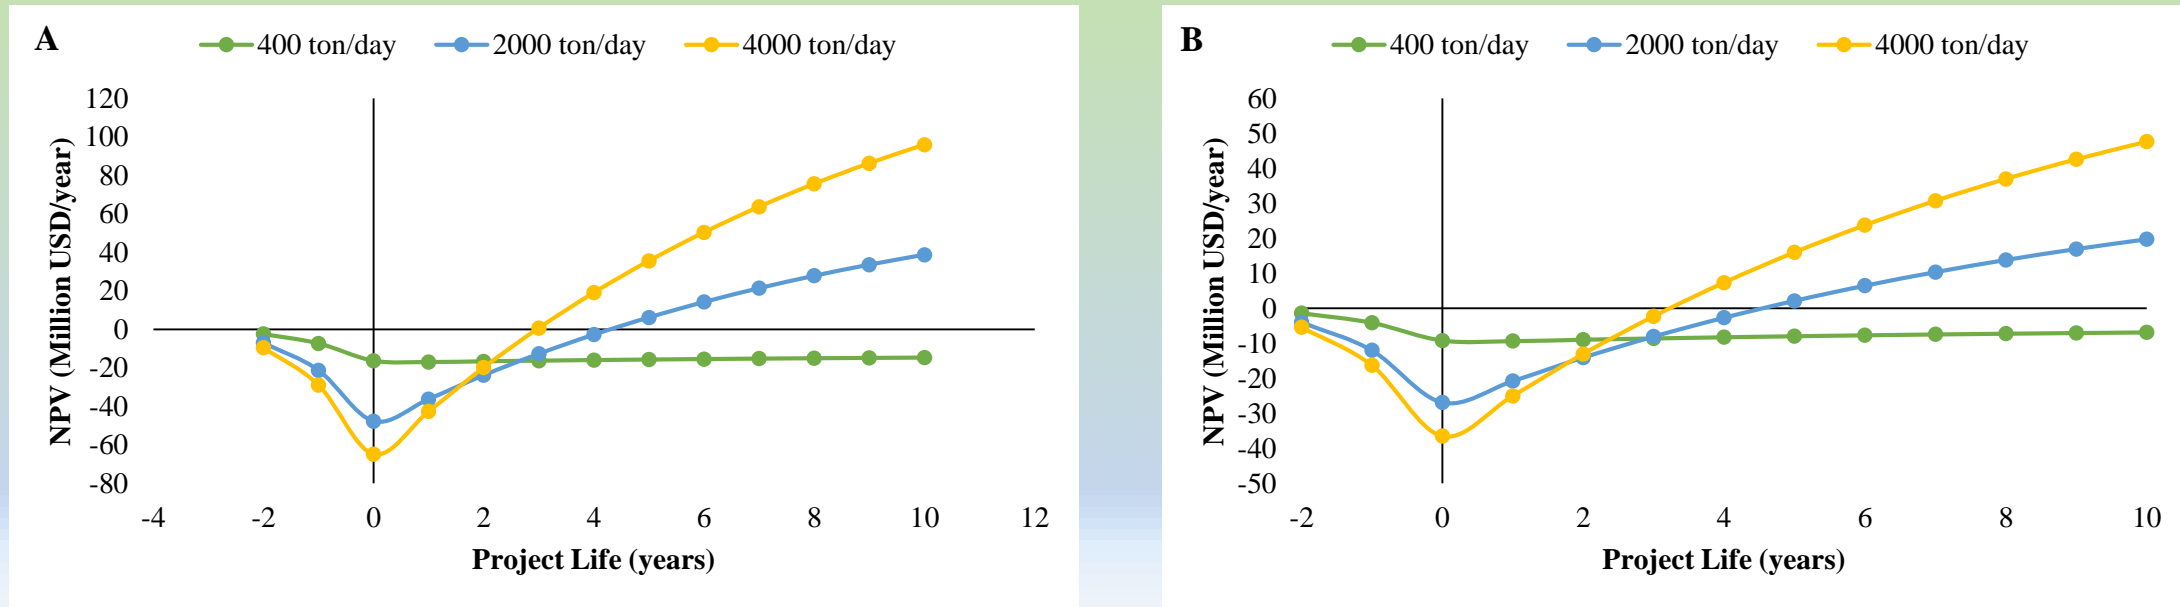 A
400 ton/day 2000 ton/day 4000 ton/day
120
100
80
60
40
20
0
-20
-40
-60
-80
NPV (Million USD/year)
-4 -2 0 2 4 6 8 10 12
Project Life (years)
B
400 ton/day 2000 ton/day 4000 ton/day
60
50
40
30
20
10
0
-10
-20
-30
-40
-50
NPV (Million USD/year)
-2 0 2 4 6 8 10
Project Life (years)